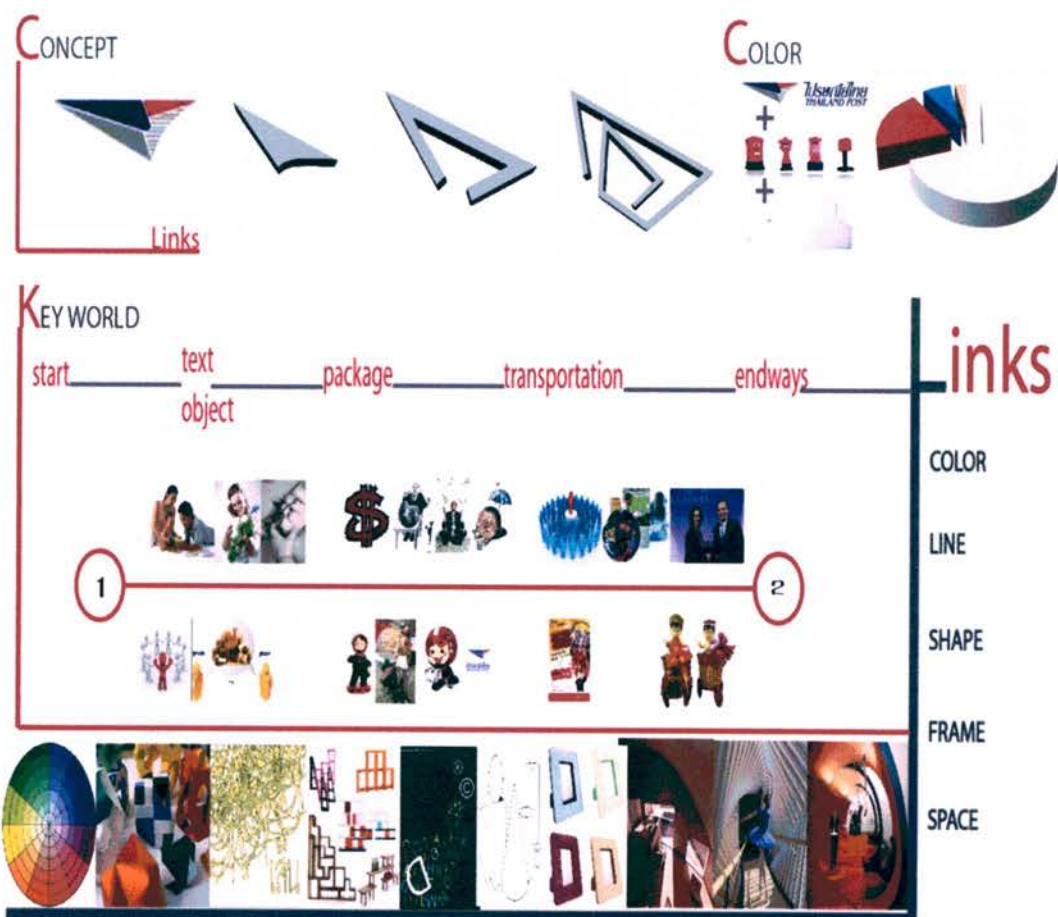 CONCEPT
Links
COLOR
ไปรษณีย์ไทย
THAILAND POST
+
+
KEY WORLD
start
text
object
package
transportation
endways
Links
COLOR
LINE
SHAPE
FRAME
SPACE
1
2
$
©